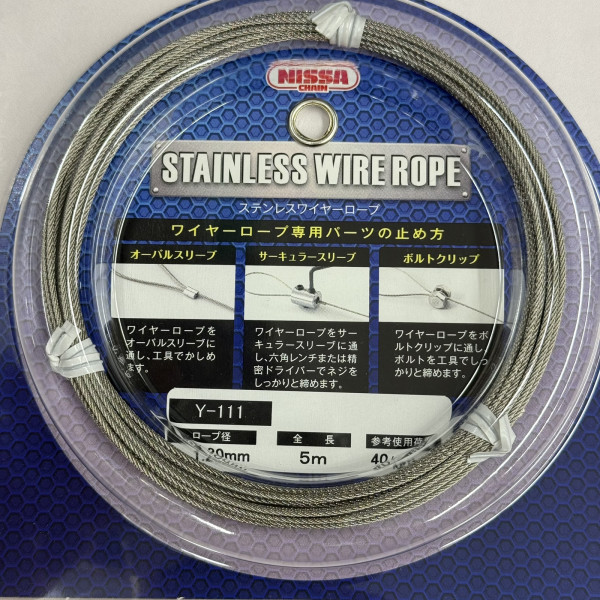 NISSA
CHAIN
STAINLESS WIRE ROPE
ステンレスワイヤーロープ
ワイヤーロープ専用パーツの止め方
オーバルスリーブ
ワイヤーロープを
オーバルスリーブに
通し、工具でかしめ
ます。
サーキュラースリーブ
ワイヤーロープをサー
キュラースリーブに通
し、六角レンチまたは精
密ドライバーでネジを
しっかりと締めます。
ボルトクリップ
ワイヤーロープをボ
ルトクリップに通し、
ボルトを工具でしっ
かりと締めます。
Y-111
ロープ径
1.20mm
全 長
5m
参考使用荷
40